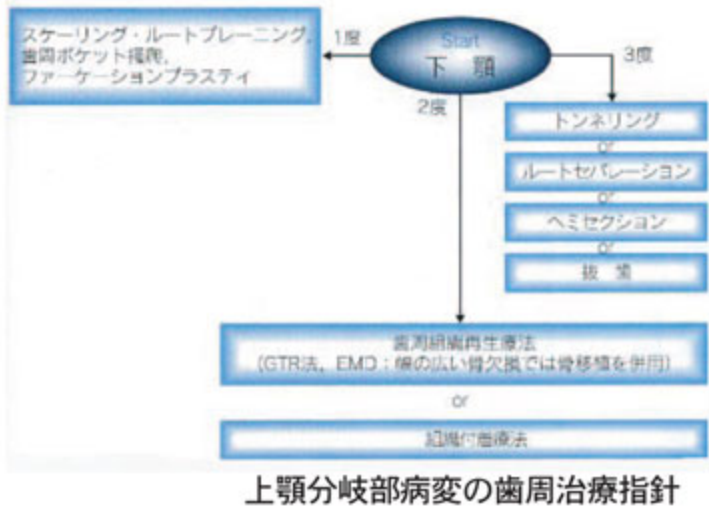 スケーリング・ルートプレーニング,
歯周ポケット掻爬,
ファーケーションプラスティ
1度
Start
下 顎
3度
2度
トンネリング
or
ルートセパレーション
or
ヘミセクション
or
抜 歯
歯周組織再生療法
(GTR法, EMD:幅の広い骨欠損では骨移植を併用)
or
組織付着療法
上顎分岐部病変の歯周治療指針